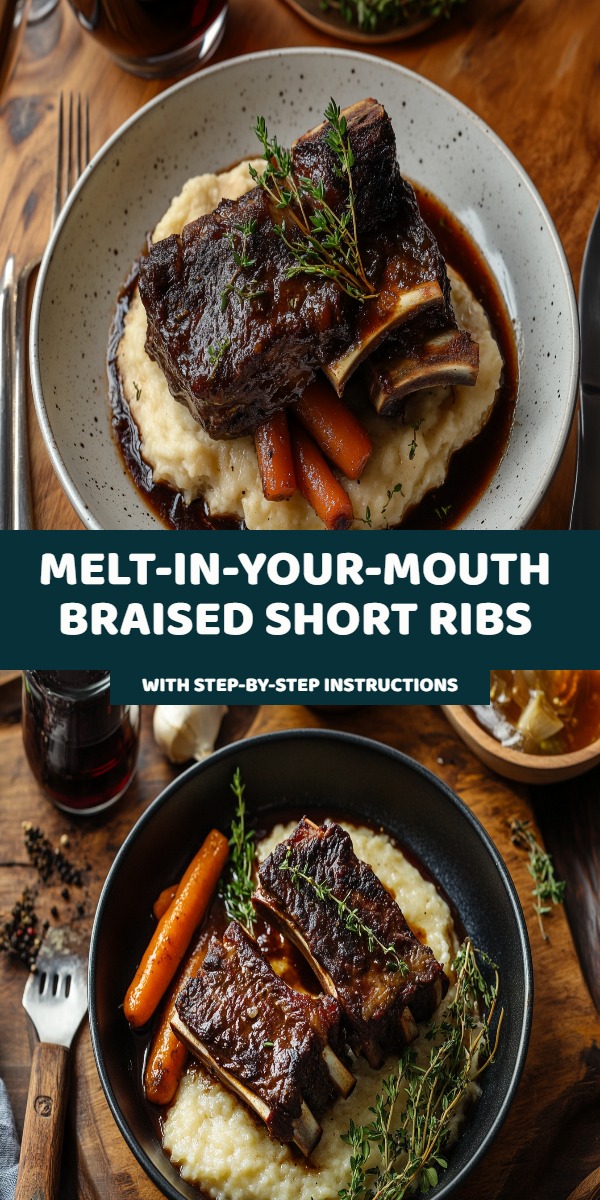 MELT-IN-YOUR-MOUTH
BRAISED SHORT RIBS
WITH STEP-BY-STEP INSTRUCTIONS